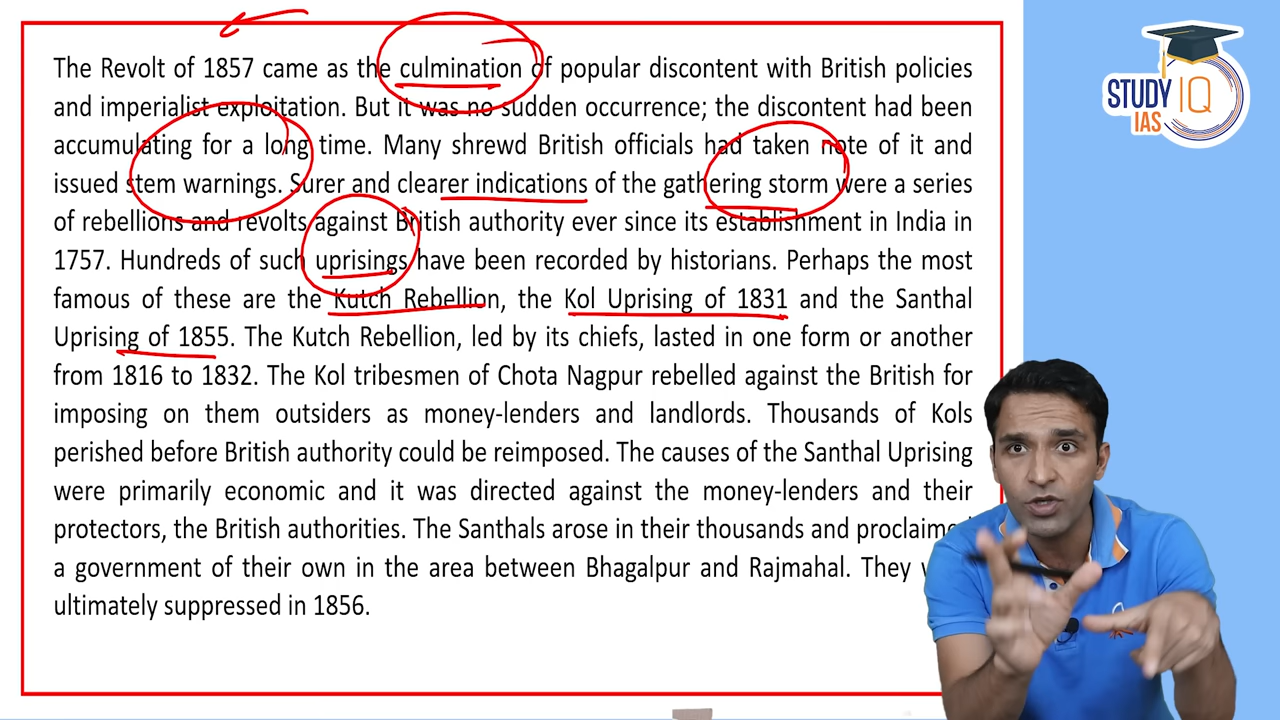 The Revolt of 1857 came as the culmination of popular discontent with British policies
and imperialist exploitation. But it was no sudden occurrence; the discontent had been
accumulating for a long time. Many shrewd British officials had taken note of it and
issued stem warnings. Surer and clearer indications of the gathering storm were a series
of rebellions and revolts against British authority ever since its establishment in India in
1757. Hundreds of such uprisings have been recorded by historians. Perhaps the most
famous of these are the Kutch Rebellion, the Kol Uprising of 1831 and the Santhal
Uprising of 1855. The Kutch Rebellion, led by its chiefs, lasted in one form or another
from 1816 to 1832. The Kol tribesmen of Chota Nagpur rebelled against the British for
imposing on them outsiders as money-lenders and landlords. Thousands of Kols
perished before British authority could be reimposed. The causes of the Santhal Uprising
were primarily economic and it was directed against the money-lenders and their
protectors, the British authorities. The Santhals arose in their thousands and
a government of their own in the area between Bhagalpur and Rajmahal. They
ultimately suppressed in 1856.
STUDY IQ
IAS